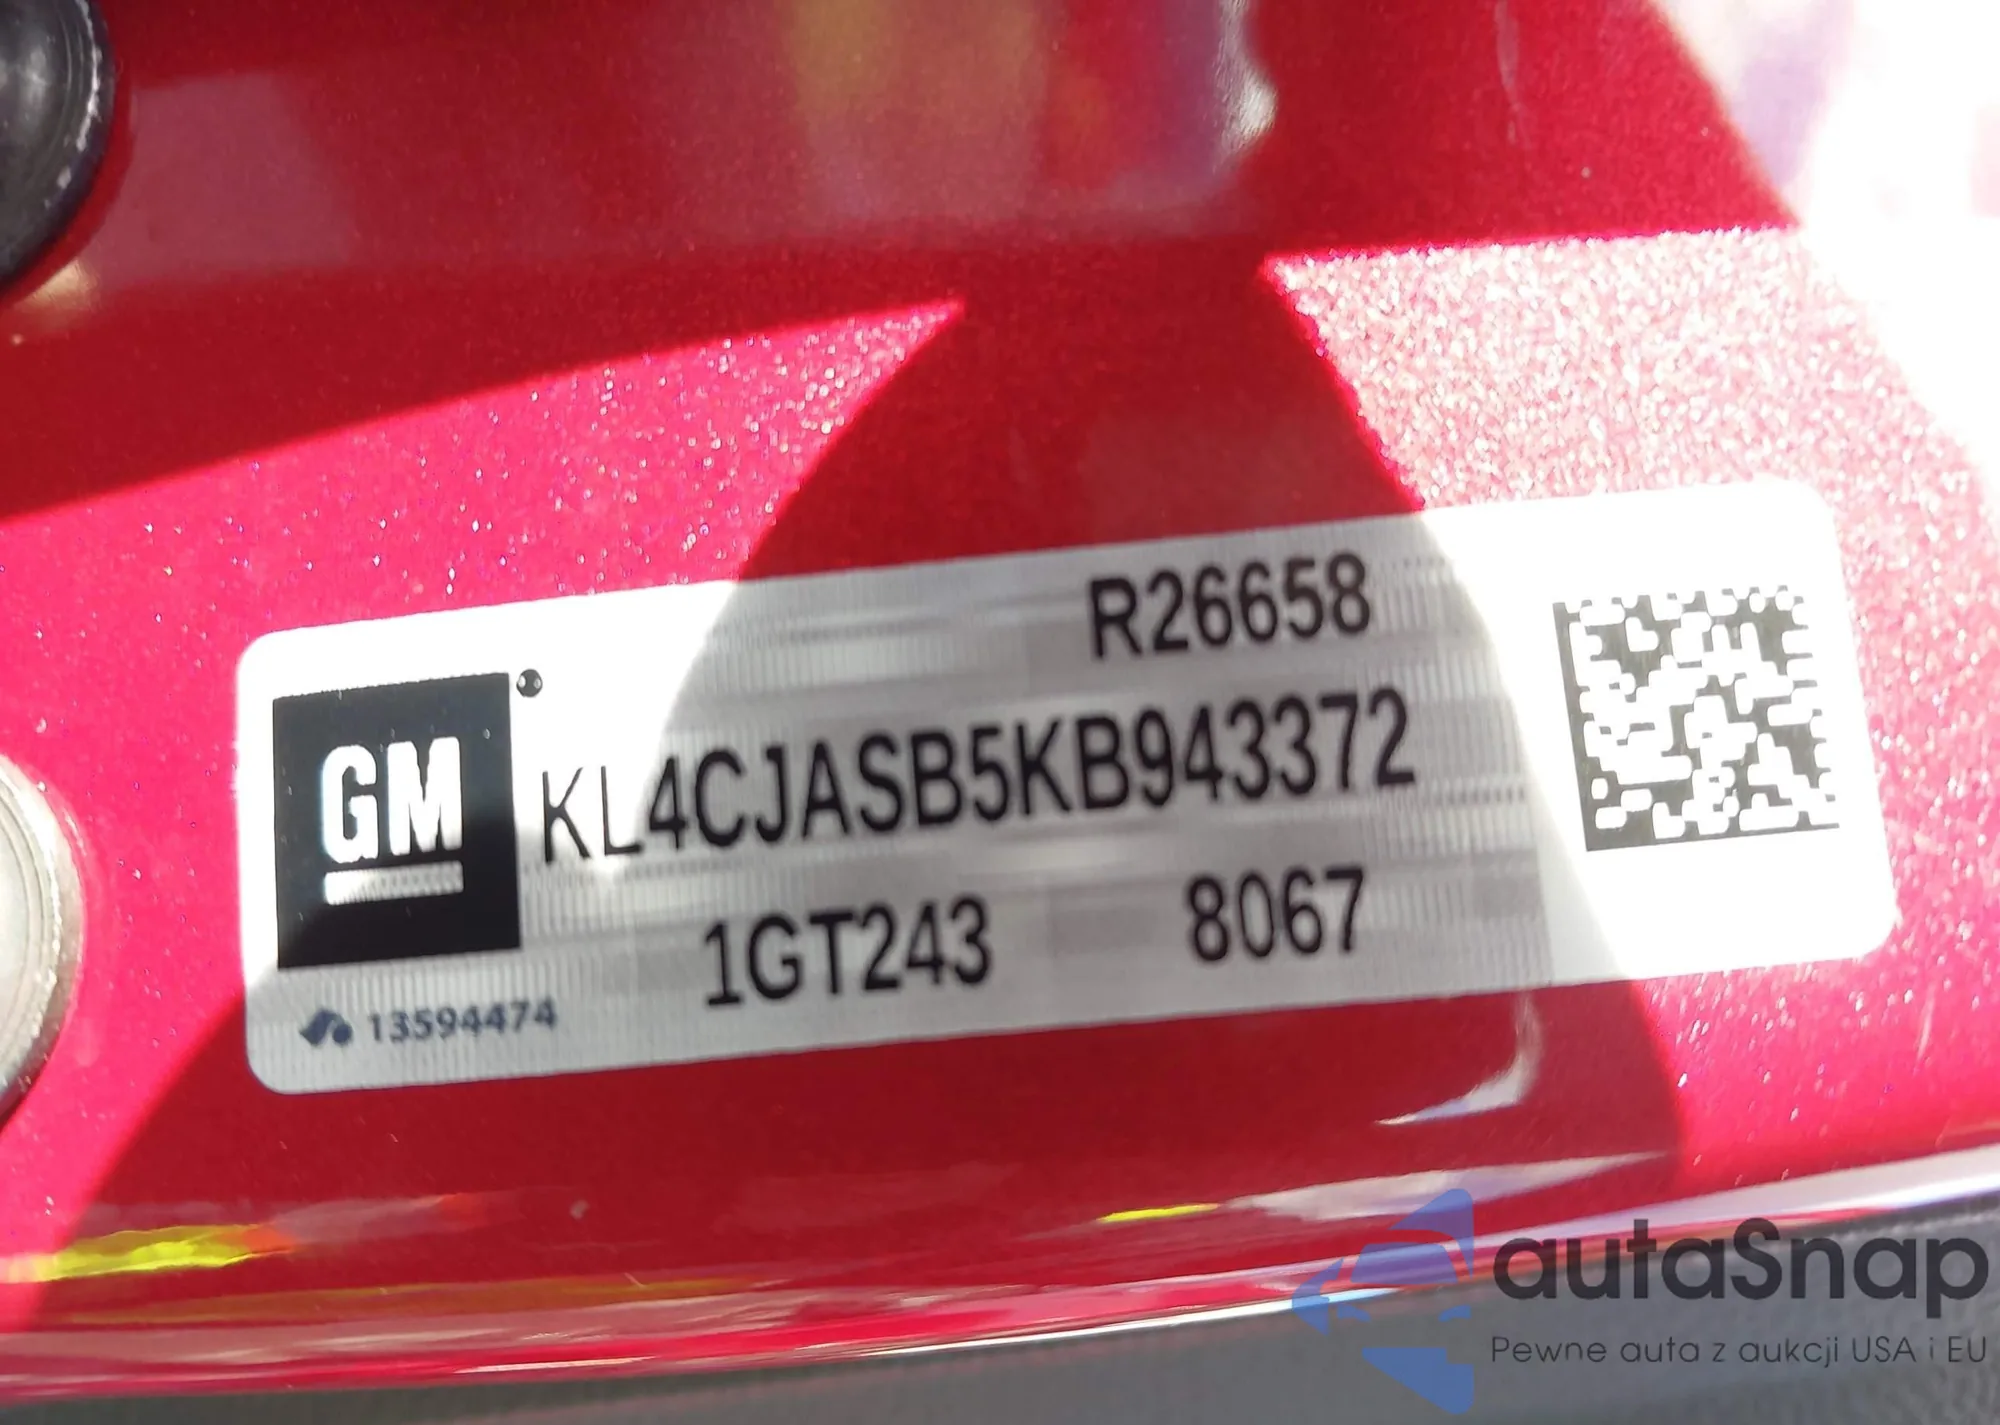 R26658
GM
KL4CJASB5KB943372
1GT243 8067
13594474
autaSnap
Pewne auta z aukcji USA i EU